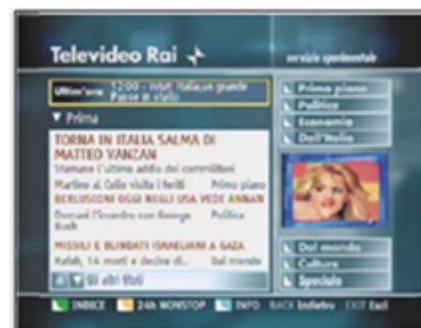 Televideo Rai
servizio sperimentale
Ultim'ora 12:00 - Istat: Italia, un grande
Paese in stallo
Prima
TORNA IN ITALIA SALMA DI
MATTEO VANZAN
Stamane l'ultimo addio dei commilitoni
Martino al Celio visita i feriti Primo piano
BERLUSCONI OGGI NEGLI USA VEDE ANNAN
Domani l'incontro con George Politica
Bush
MISSILI E BLINDATI ISRAELIANI A GAZA
Rafah, 14 morti e decine di... Dal mondo
Gli altri titoli
Primo piano
Politica
Economia
Dall'Italia
Dal mondo
Cultura
Speciale
INDICE 24h NONSTOP INFO BACK Indietro EXIT Esci